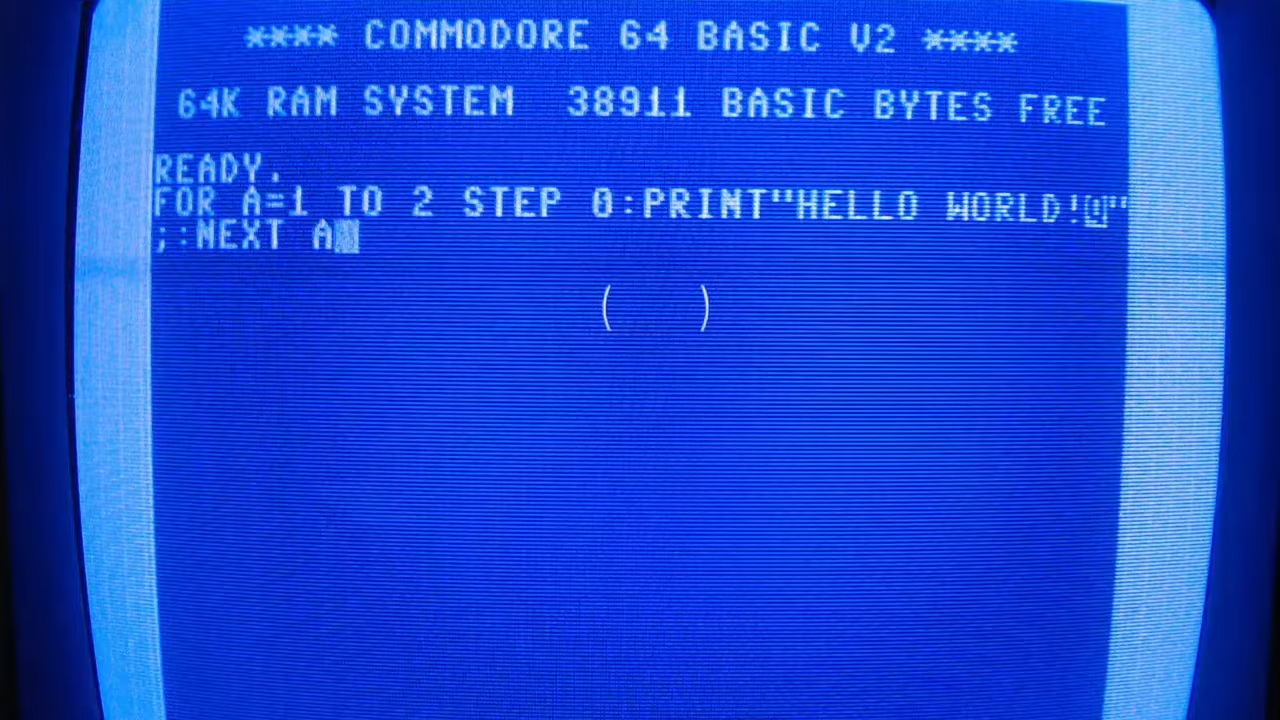 **** COMMODORE 64 BASIC V2 ****
64K RAM SYSTEM  38911 BASIC BYTES FREE
READY.
FOR A=1 TO 2 STEP 0:PRINT"HELLO WORLD!"
;:NEXT A
(    )